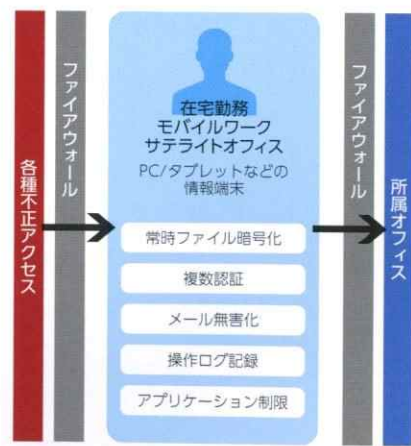 各種不正アクセス
ファイアウォール
在宅勤務
モバイルワーク
サテライトオフィス
PC/タブレットなどの
情報端末
常時ファイル暗号化
複数認証
メール無害化
操作ログ記録
アプリケーション制限
ファイアウォール
所属オフィス